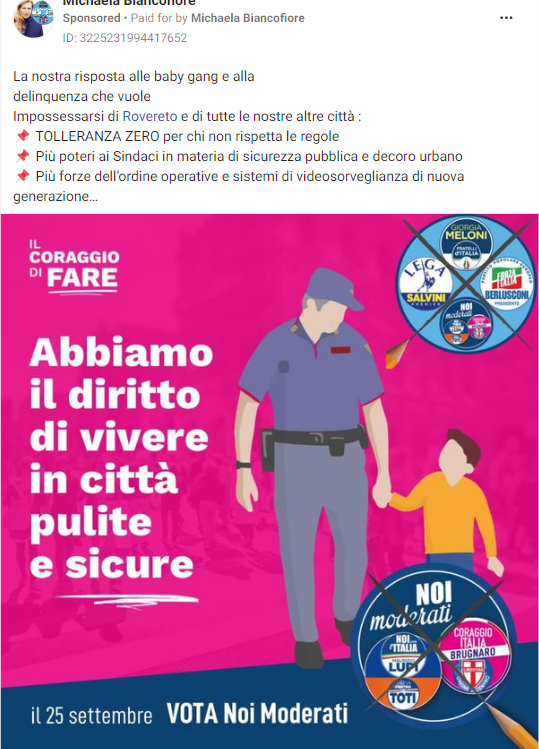 Michaela Biancofiore
Sponsored • Paid for by Michaela Biancofiore
ID: 3225231994417652
La nostra risposta alle baby gang e alla
delinquenza che vuole
Impossessarsi di Rovereto e di tutte le nostre altre città :
📌 TOLLERANZA ZERO per chi non rispetta le regole
📌 Più poteri ai Sindaci in materia di sicurezza pubblica e decoro urbano
📌 Più forze dell’ordine operative e sistemi di videosorveglianza di nuova
generazione...
IL
CORAGGIO
DI FARE
GIORGIA
MELONI
FRATELLI
d'ITALIA
LEGA
SALVINI
PREMIER
FORZA
ITALIA
BERLUSCONI
PRESIDENTE
NOI
moderati
Abbiamo
il diritto
di vivere
in città
pulite
e sicure
NOI
moderati
NOI...
l'ITALIA
MAURIZIO
LUPI
TOTI
CORAGGIO
ITALIA
BRUGNARO
LIBERTAS
il 25 settembre VOTA Noi Moderati